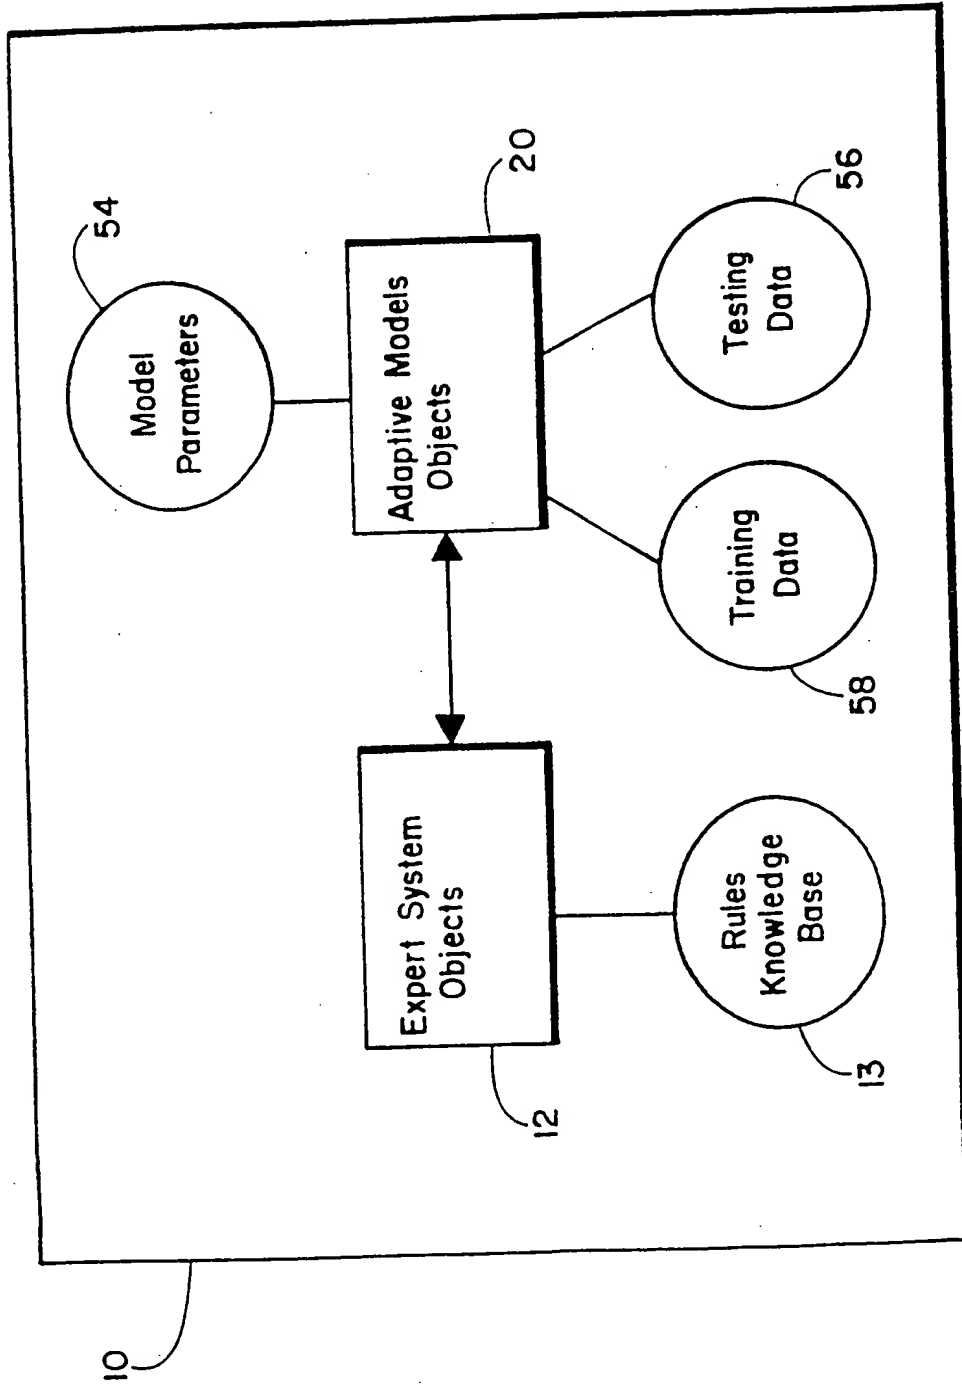 10
12
Expert System
Objects
13
Rules
Knowledge
Base
54
Model
Parameters
20
Adaptive Models
Objects
58
Training
Data
56
Testing
Data